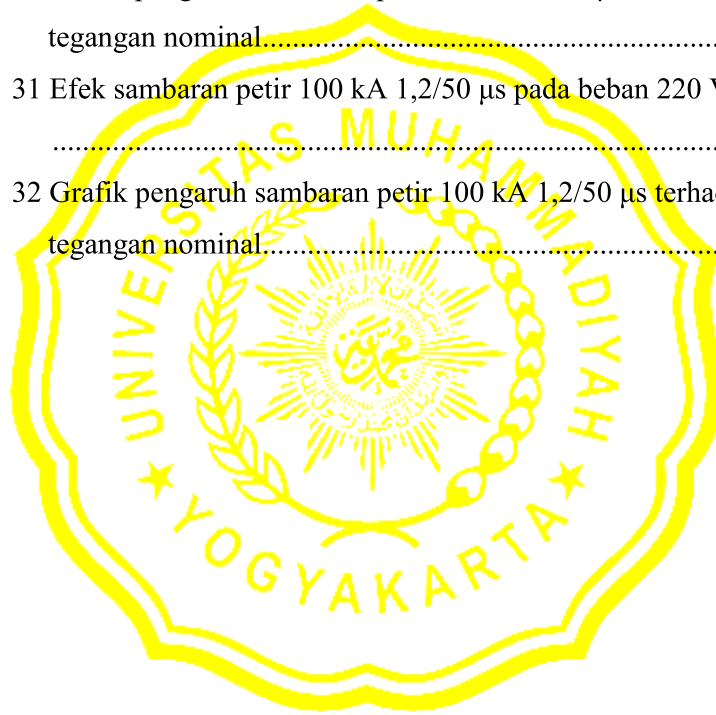 tegangan nominal.............................................................
31 Efek sambaran petir 100 kA 1,2/50 μs pada beban 220 V
.........................................................................................
32 Grafik pengaruh sambaran petir 100 kA 1,2/50 μs terha
tegangan nominal.............................................................
UNIVERSITAS MUHAMMADIYAH
★ YOGYAKARTA ★